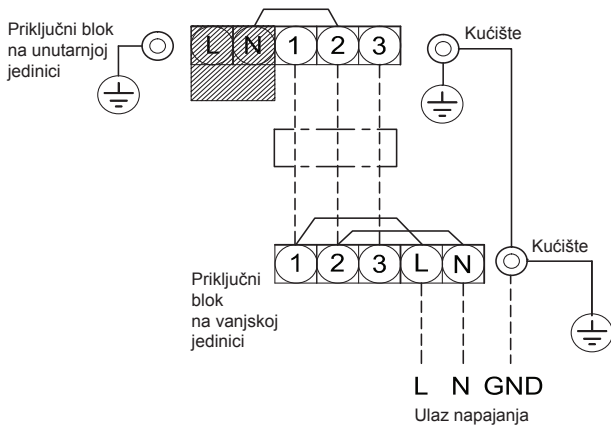 Priključni blok
na unutarnjoj
jedinici
L N 1 2 3
Kućište
1 2 3 L N
Kućište
Priključni
blok
na vanjskoj
jedinici
L N GND
Ulaz napajanja